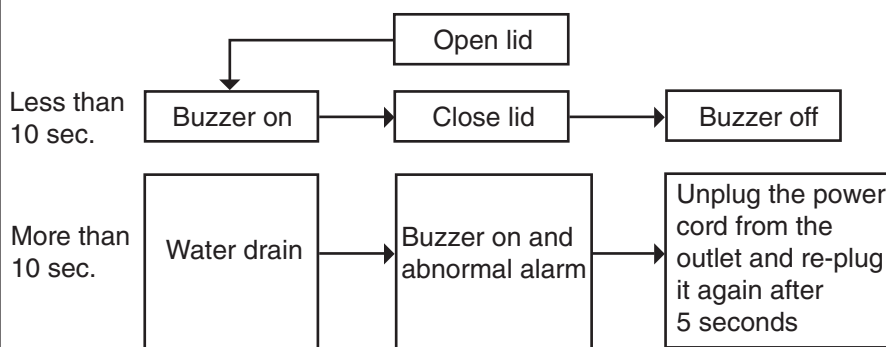 Open lid
Less than
10 sec.
Buzzer on
Close lid
Buzzer off
More than
10 sec.
Water drain
Buzzer on and
abnormal alarm
Unplug the power
cord from the
outlet and re-plug
it again after
5 seconds